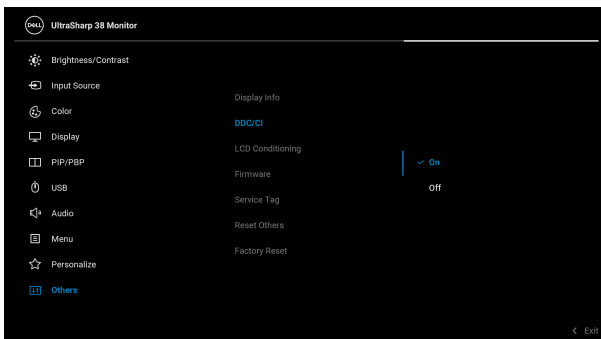 DELL UltraSharp 38 Monitor
Brightness/Contrast
Input Source
Color
Display
PIP/PBP
USB
Audio
Menu
Personalize
Others
Display Info
DDC/CI
LCD Conditioning
Firmware
Service Tag
Reset Others
Factory Reset
On
Off
Exit